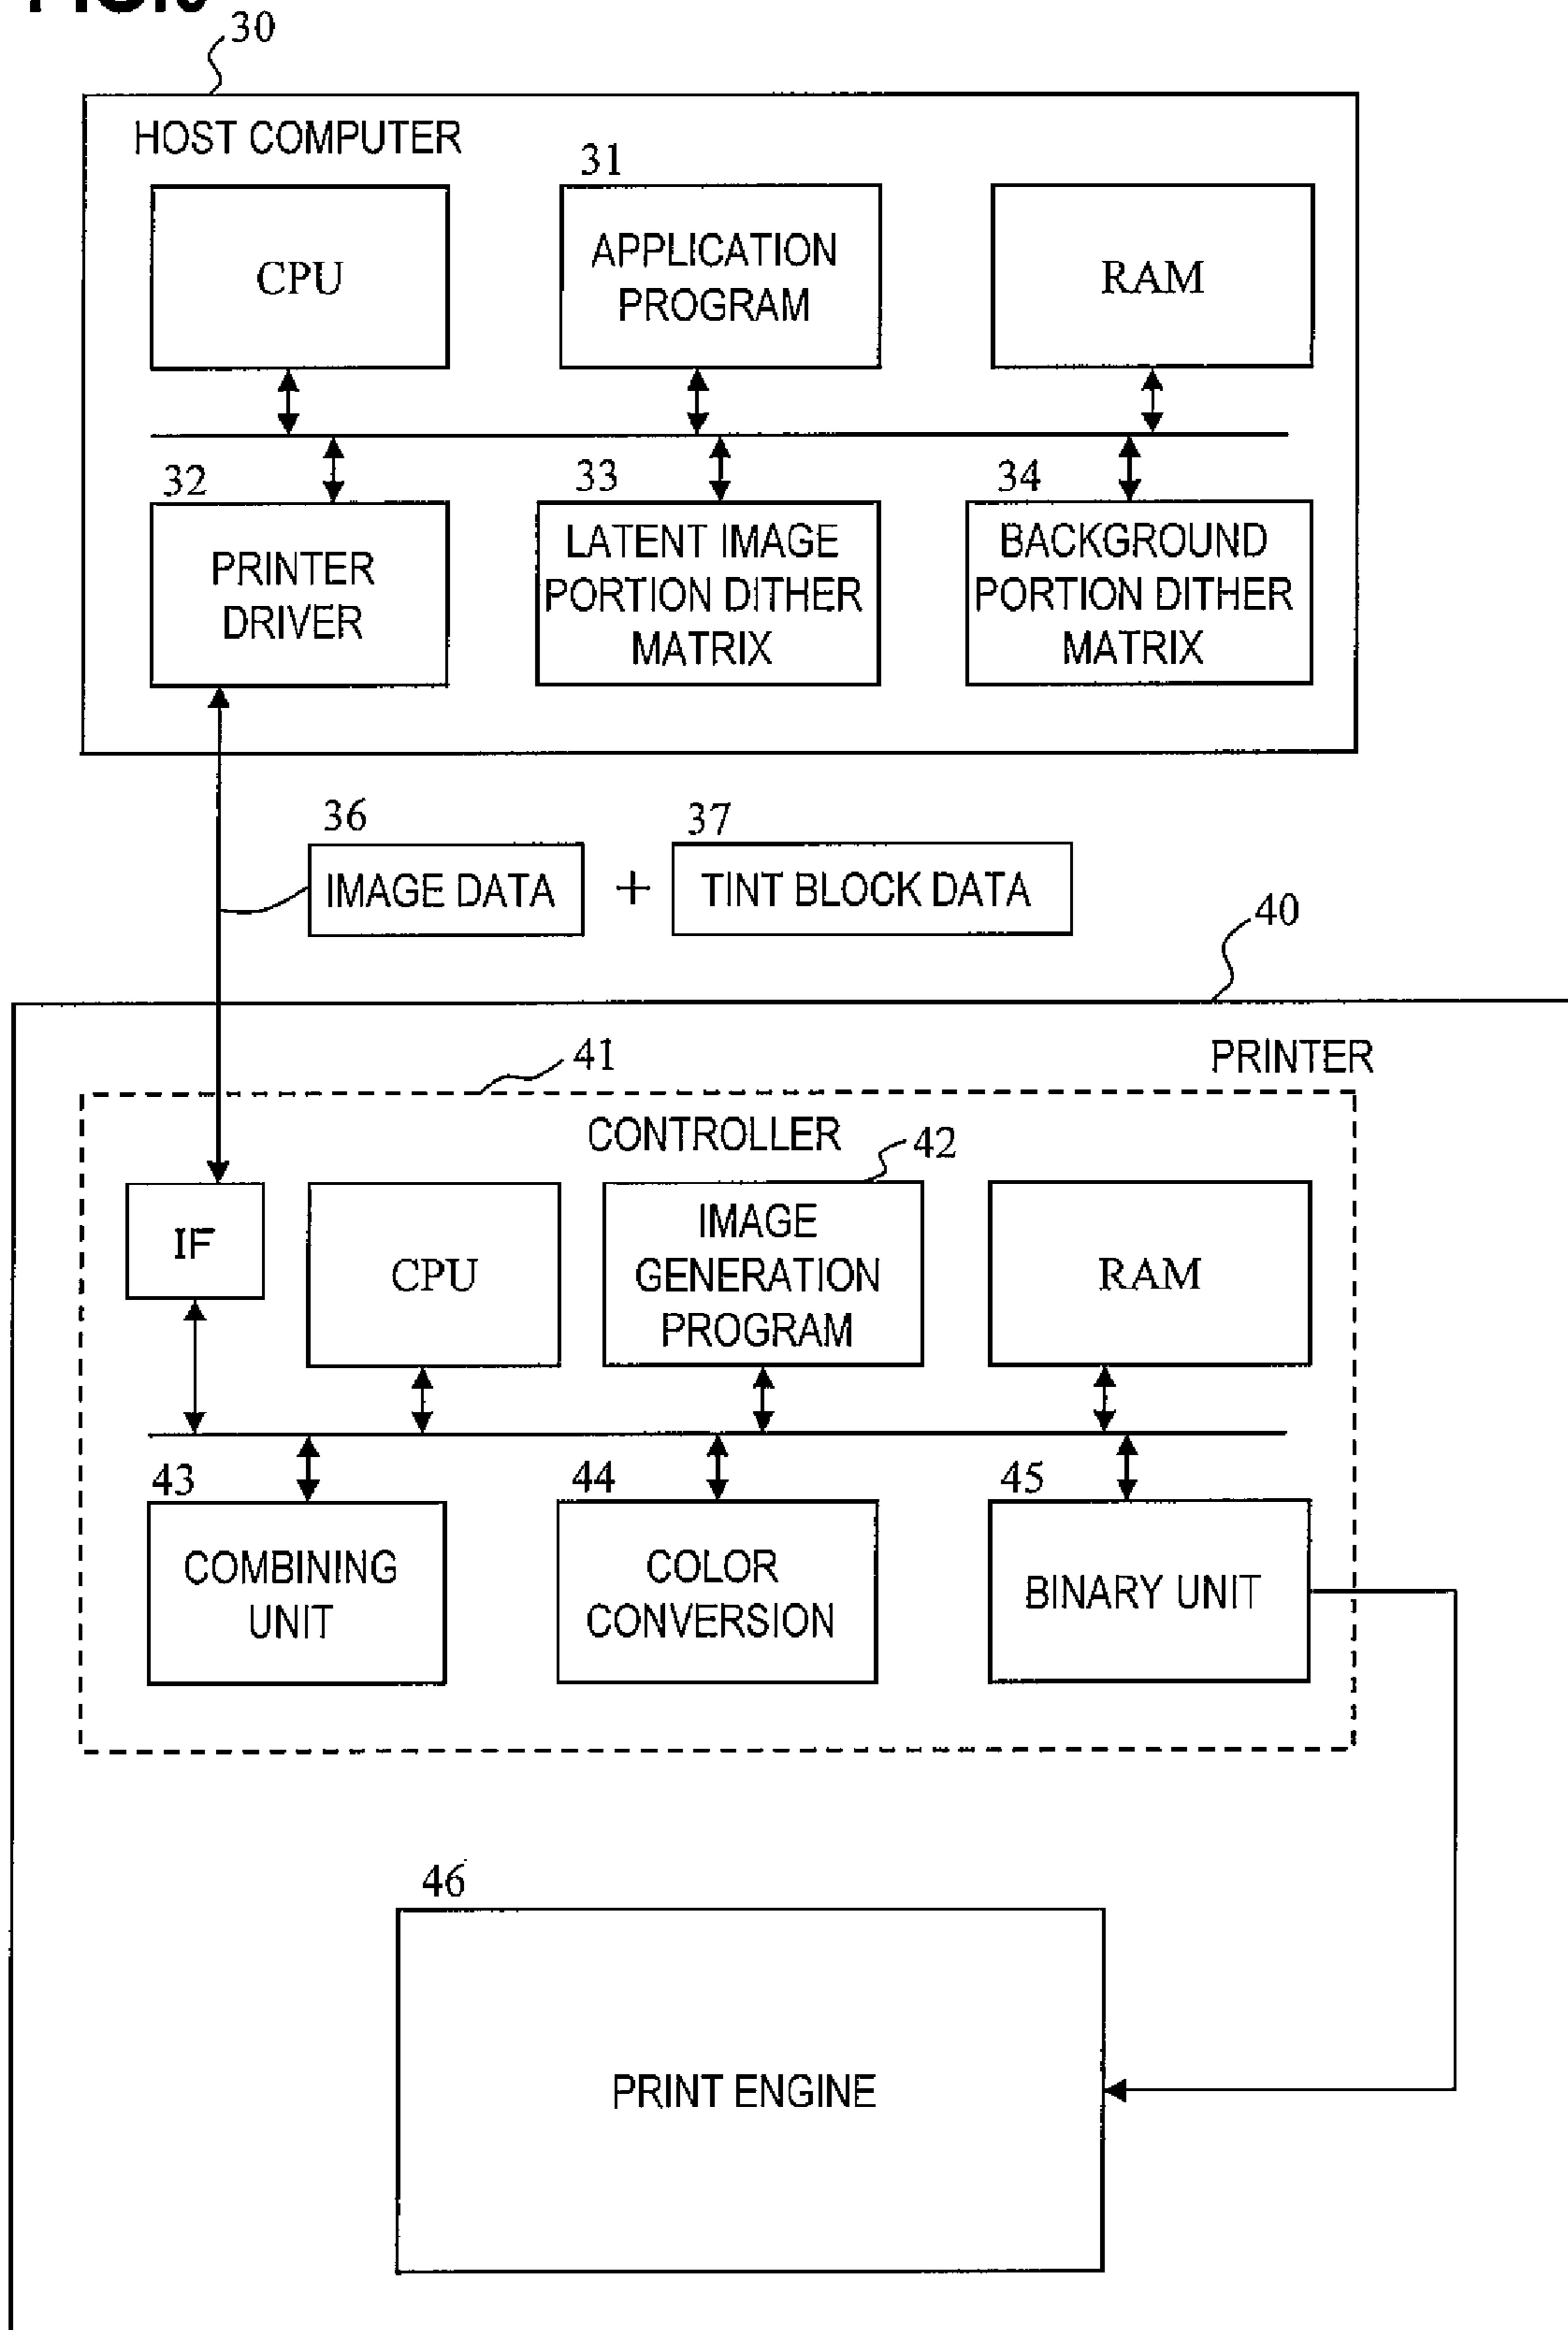 30
HOST COMPUTER
31
CPU
APPLICATION
PROGRAM
RAM
32
33
34
PRINTER
DRIVER
LATENT IMAGE
PORTION DITHER
MATRIX
BACKGROUND
PORTION DITHER
MATRIX
36
37
IMAGE DATA + TINT BLOCK DATA
40
PRINTER
41
CONTROLLER
42
IF
CPU
IMAGE
GENERATION
PROGRAM
RAM
43
44
45
COMBINING
UNIT
COLOR
CONVERSION
BINARY UNIT
46
PRINT ENGINE